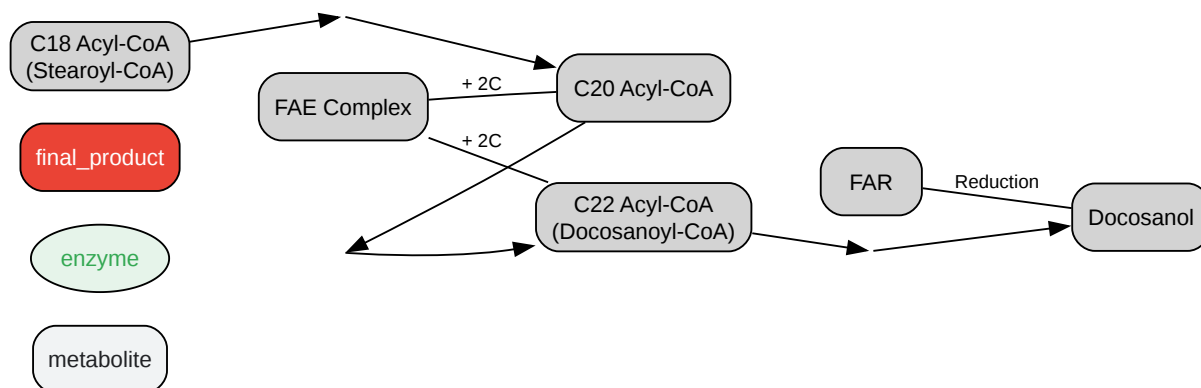 C18 Acyl-CoA
(Stearoyl-CoA)
FAE Complex
+ 2C
+ 2C
C20 Acyl-CoA
final_product
C22 Acyl-CoA
(Docosanoyl-CoA)
FAR
Reduction
Docosanol
enzyme
metabolite